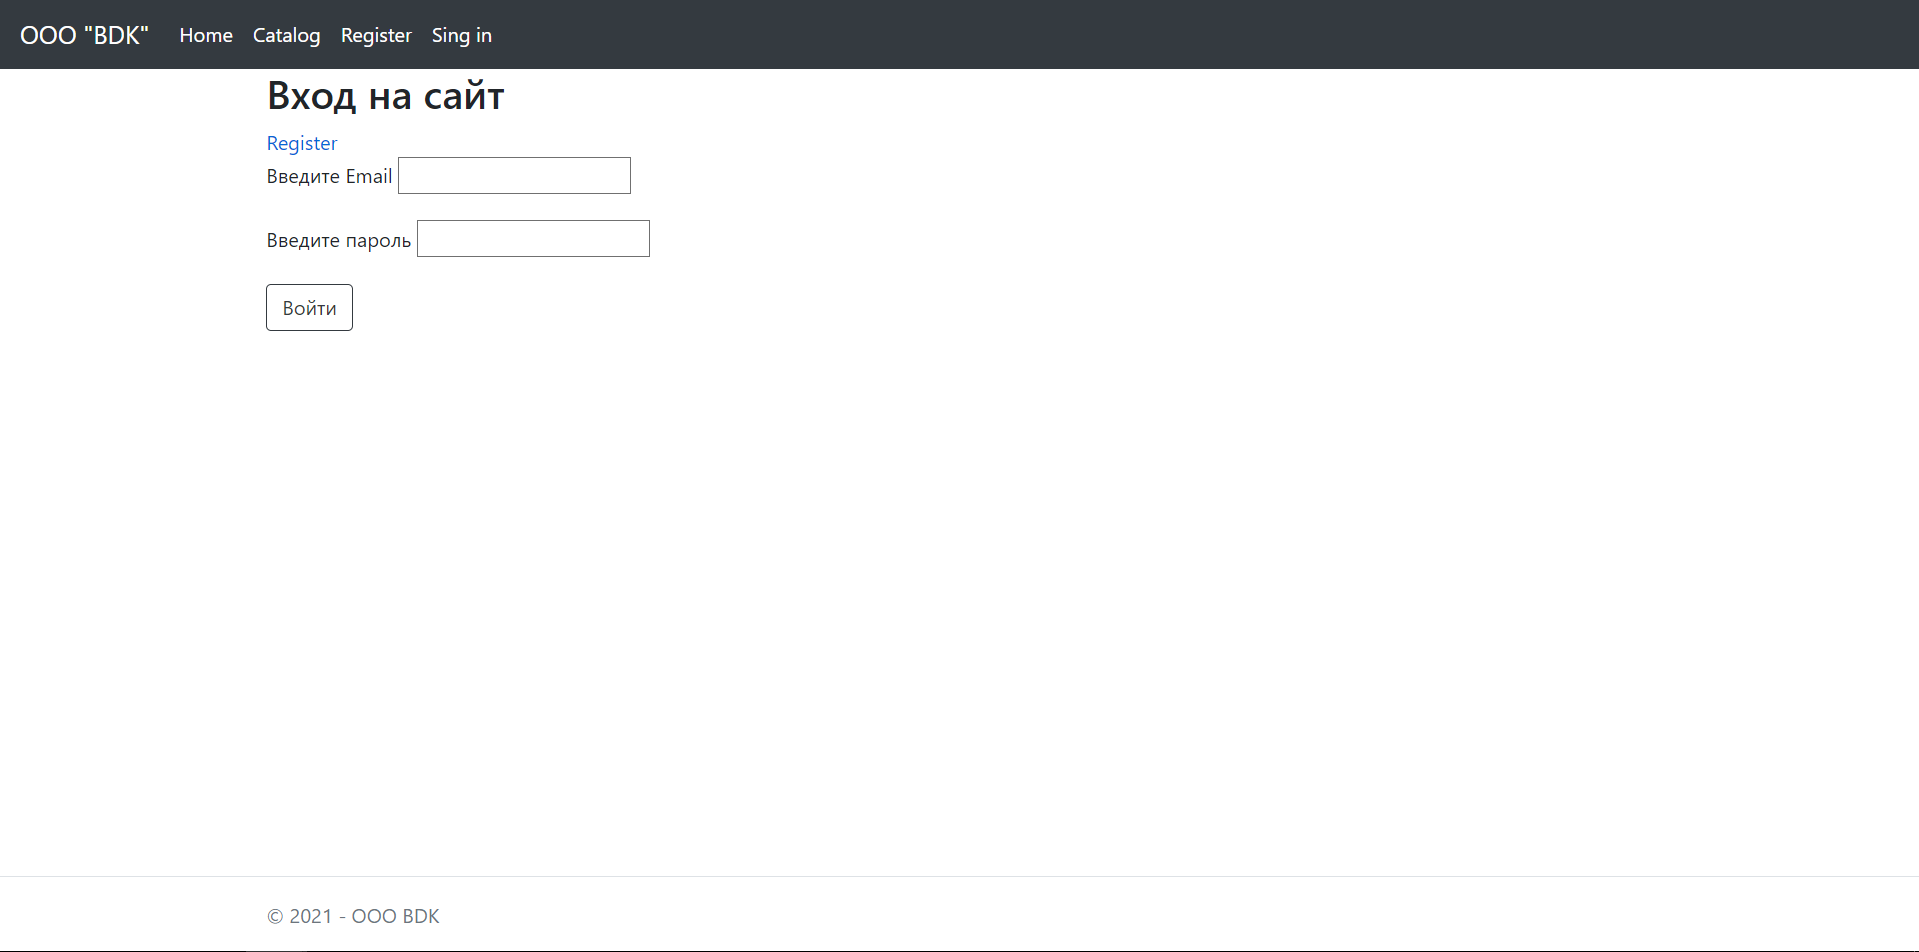 ООО "BDK" Home Catalog Register Sing in
Вход на сайт
Register
Введите Email
Введите пароль
Войти
© 2021 - ООО BDK